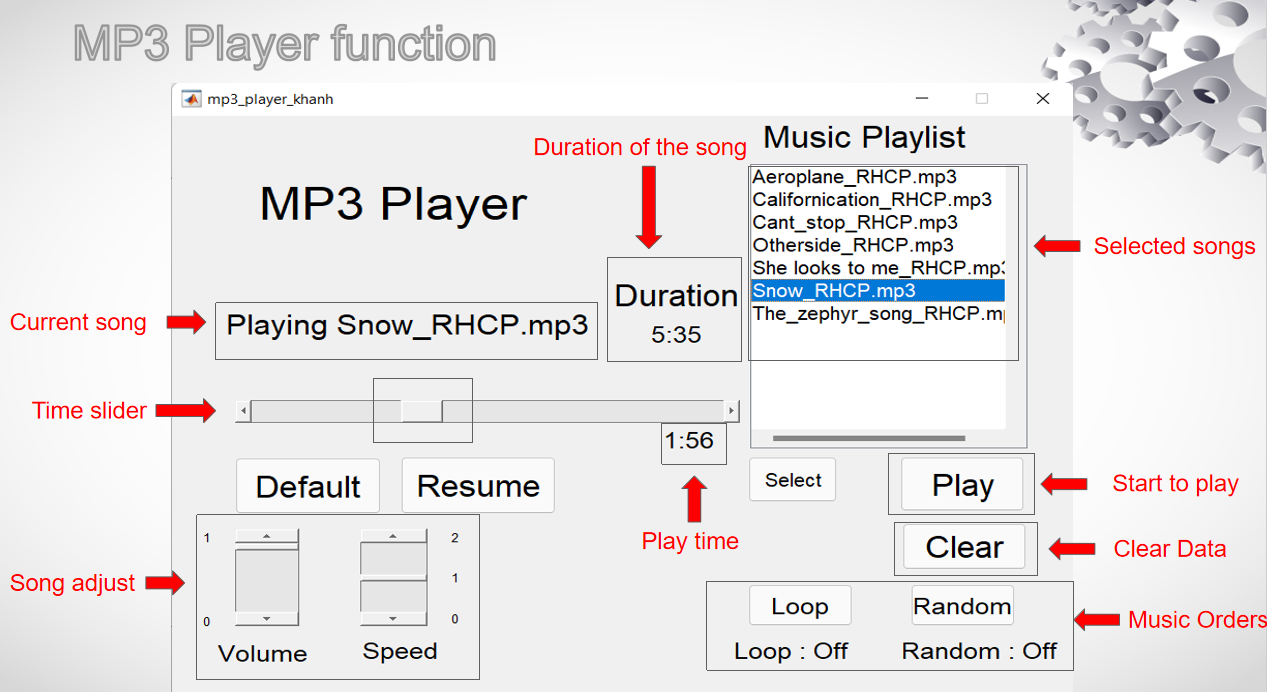 MP3 Player function
mp3_player_khanh
Duration of the song
Music Playlist
MP3 Player
Aeroplane_RHCP.mp3
Californication_RHCP.mp3
Cant_stop_RHCP.mp3
Otherside_RHCP.mp3
She looks to me_RHCP.mp3
Snow_RHCP.mp3
The_zephyr_song_RHCP.mp
Selected songs
Current song
Playing Snow_RHCP.mp3
Duration
5:35
Time slider
1:56
Play time
Default
Resume
Select
Play
Start to play
Clear
Clear Data
Song adjust
1
0
Volume
2
1
0
Speed
Loop
Random
Loop : Off
Random : Off
Music Orders